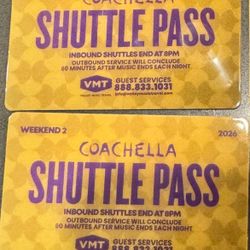 COACHELLA
SHUTTLE PASS
INBOUND SHUTTLES END AT 8PM
OUTBOUND SERVICE WILL CONCLUDE
60 MINUTES AFTER MUSIC ENDS EACH NIGHT
VMT
GUEST SERVICES
888.833.1031
WEEKEND 2
2026
COACHELLA
SHUTTLE PASS
INBOUND SHUTTLES END AT 8PM
OUTBOUND SERVICE WILL CONCLUDE
60 MINUTES AFTER MUSIC ENDS EACH NIGHT
VMT
GUEST SERVICES
888.833.1031